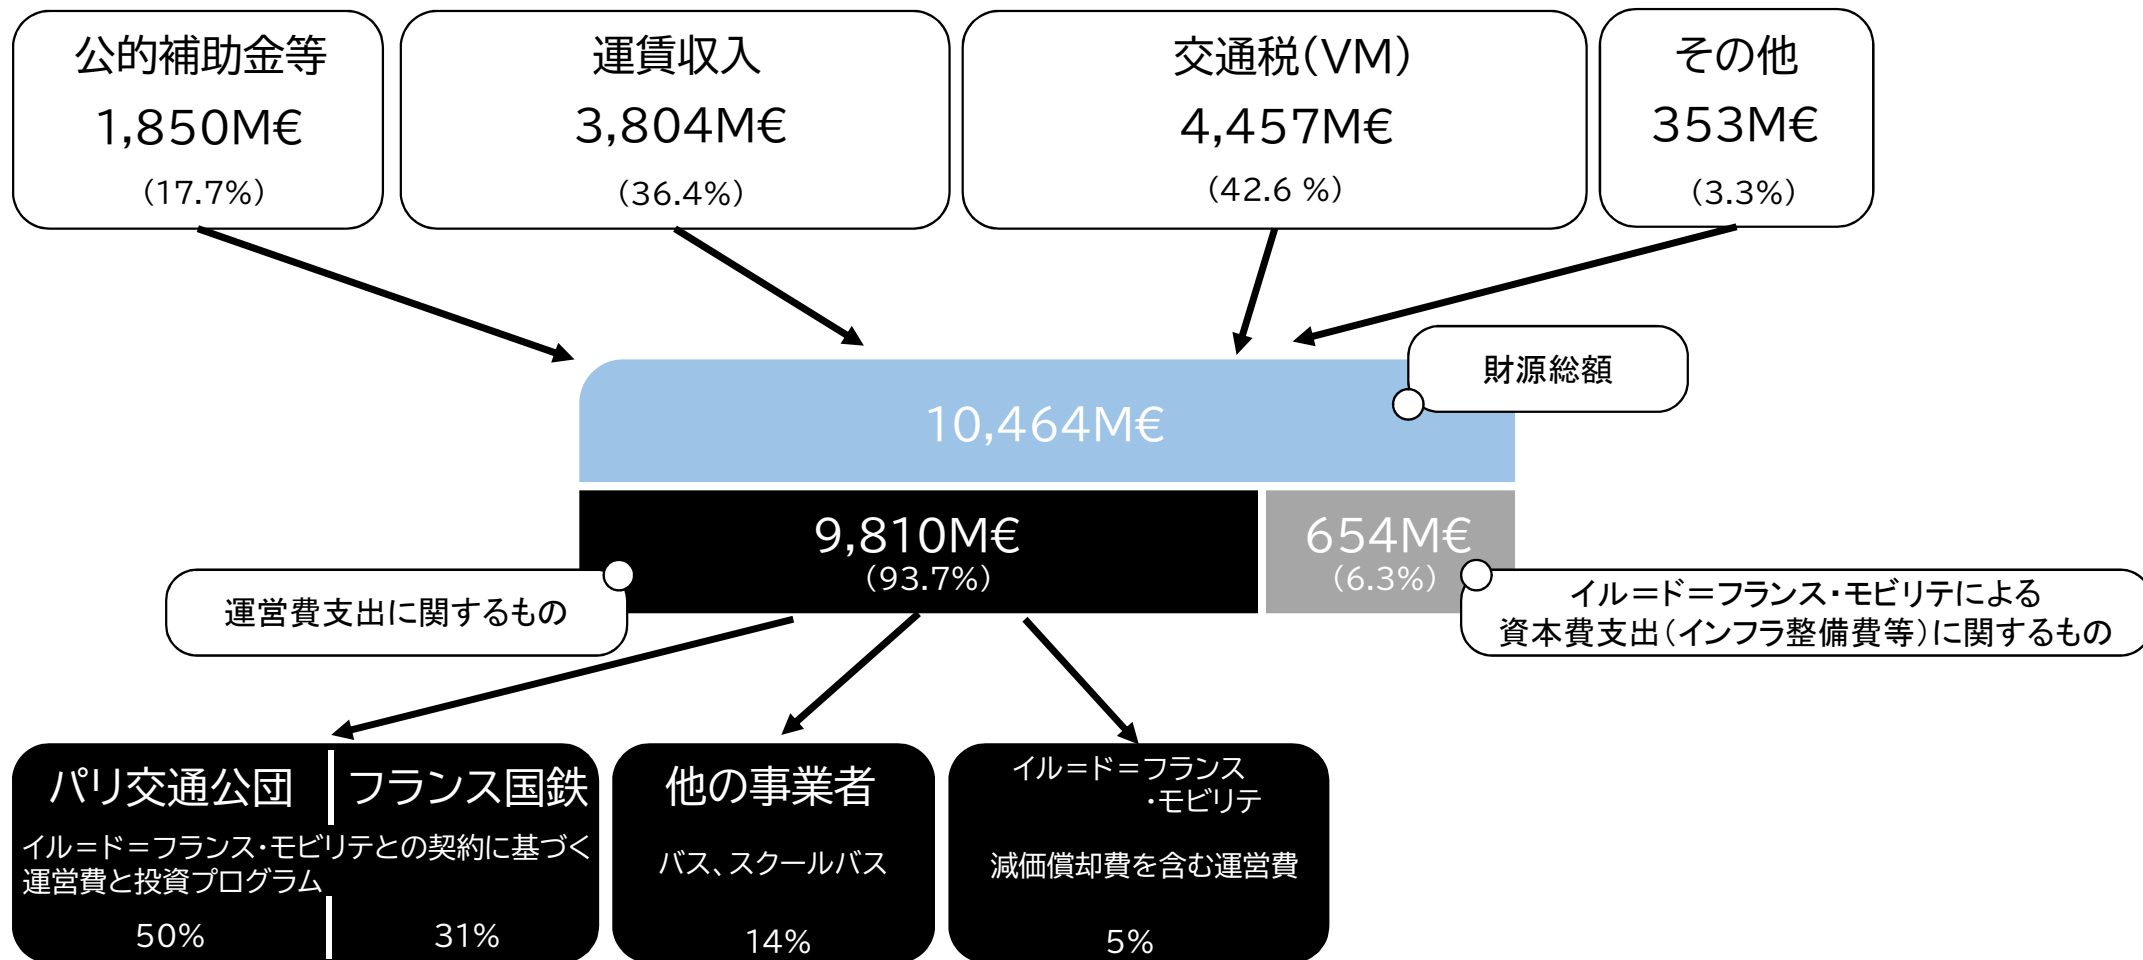 公的補助金等
1,850M€
(17.7%)
運賃収入
3,804M€
(36.4%)
交通税(VM)
4,457M€
(42.6 %)
その他
353M€
(3.3%)
財源総額
10,464M€
9,810M€
(93.7%)
654M€
(6.3%)
運営費支出に関するもの
イル=ド=フランス・モビリテによる
資本費支出(インフラ整備費等)に関するもの
パリ交通公団
フランス国鉄
イル=ド=フランス・モビリテとの契約に基づく
運営費と投資プログラム
50%
31%
他の事業者
バス、スクールバス
14%
イル=ド=フランス
・モビリテ
減価償却費を含む運営費
5%